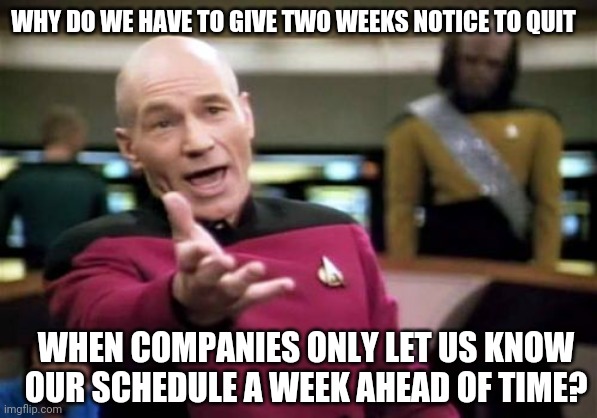 WHY DO WE HAVE TO GIVE TWO WEEKS NOTICE TO QUIT
WHEN COMPANIES ONLY LET US KNOW
OUR SCHEDULE A WEEK AHEAD OF TIME?
imgflip.com